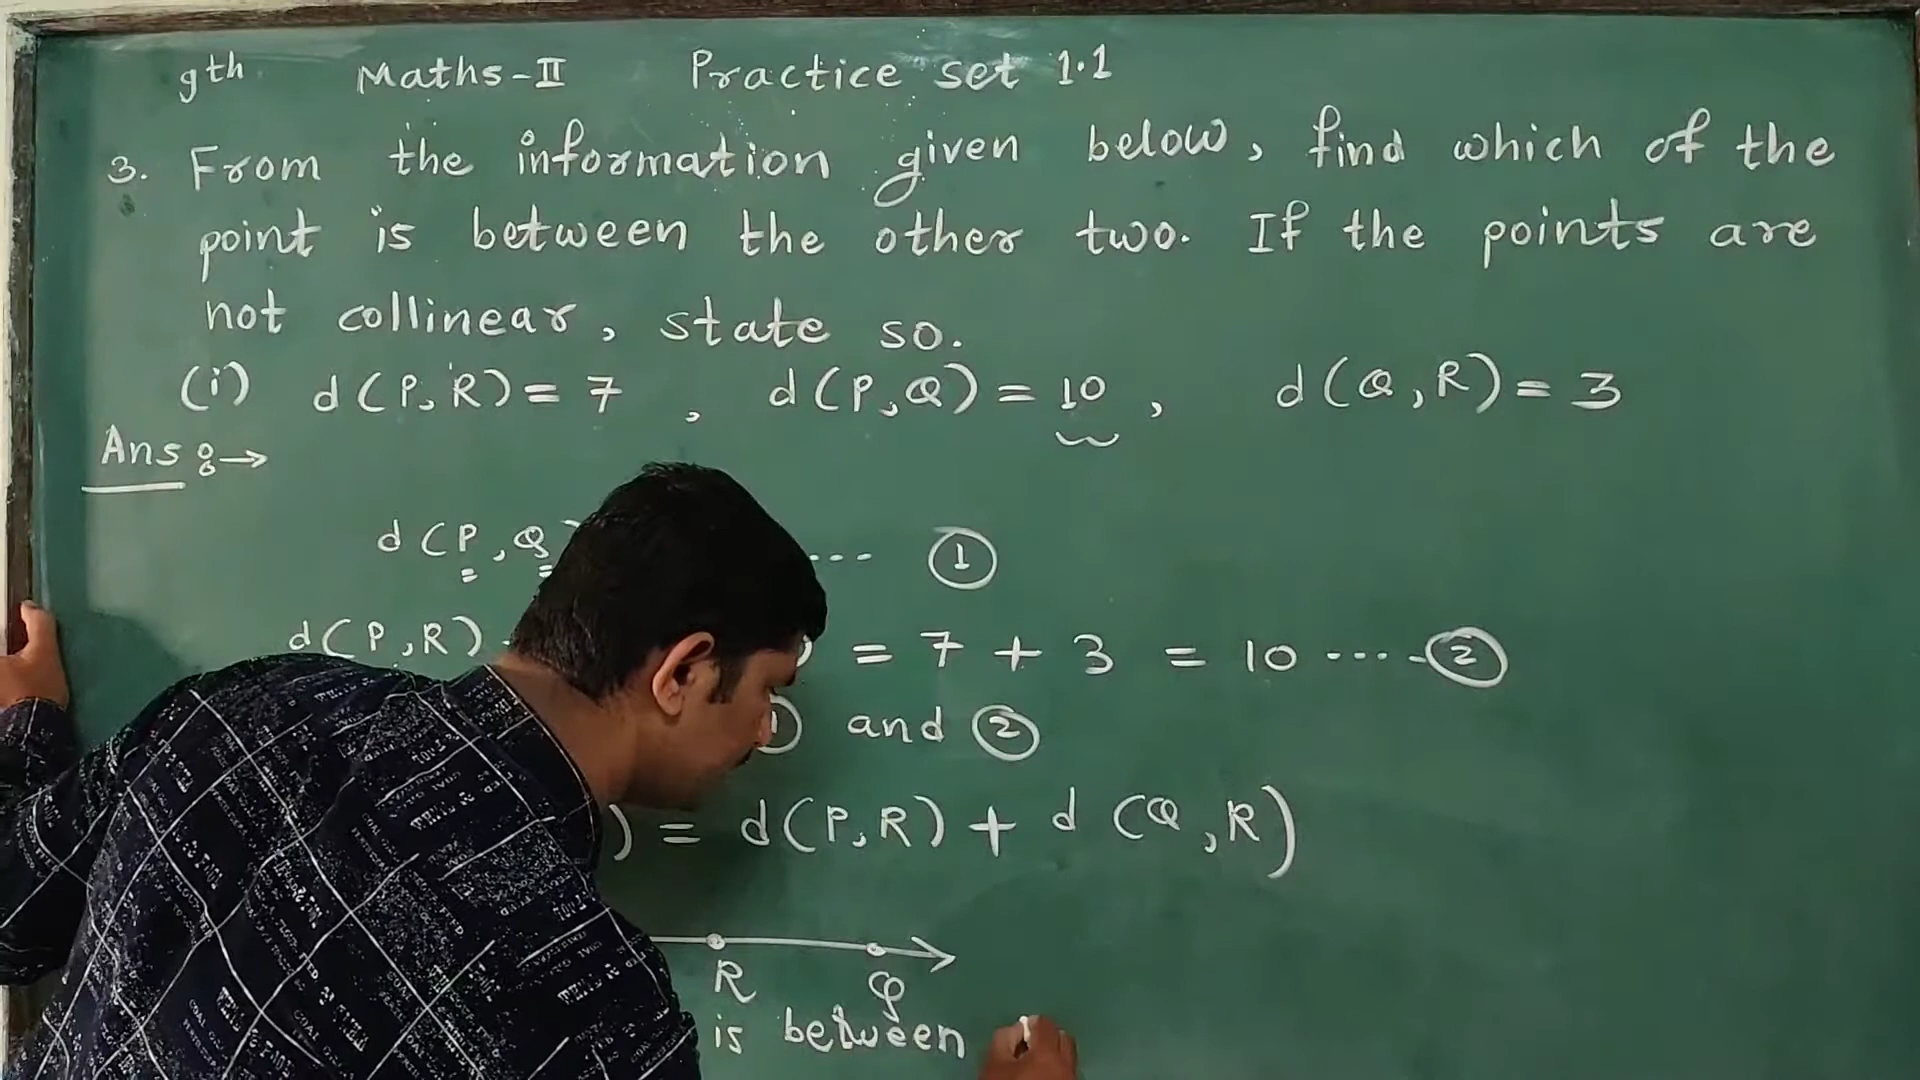 9th Maths-II Practice set 1.1
3. From the information given below, find which of the
point is between the other two. If the points are
not collinear, state so.
(i) d(P,R) = 7 , d(P,Q) = 10 , d(Q,R) = 3
Ans :→
d(P,Q ---- ①
d(P,R) = 7 + 3 = 10 ----- ②
① and ②
) = d(P,R) + d(Q,R)
R Q
is between